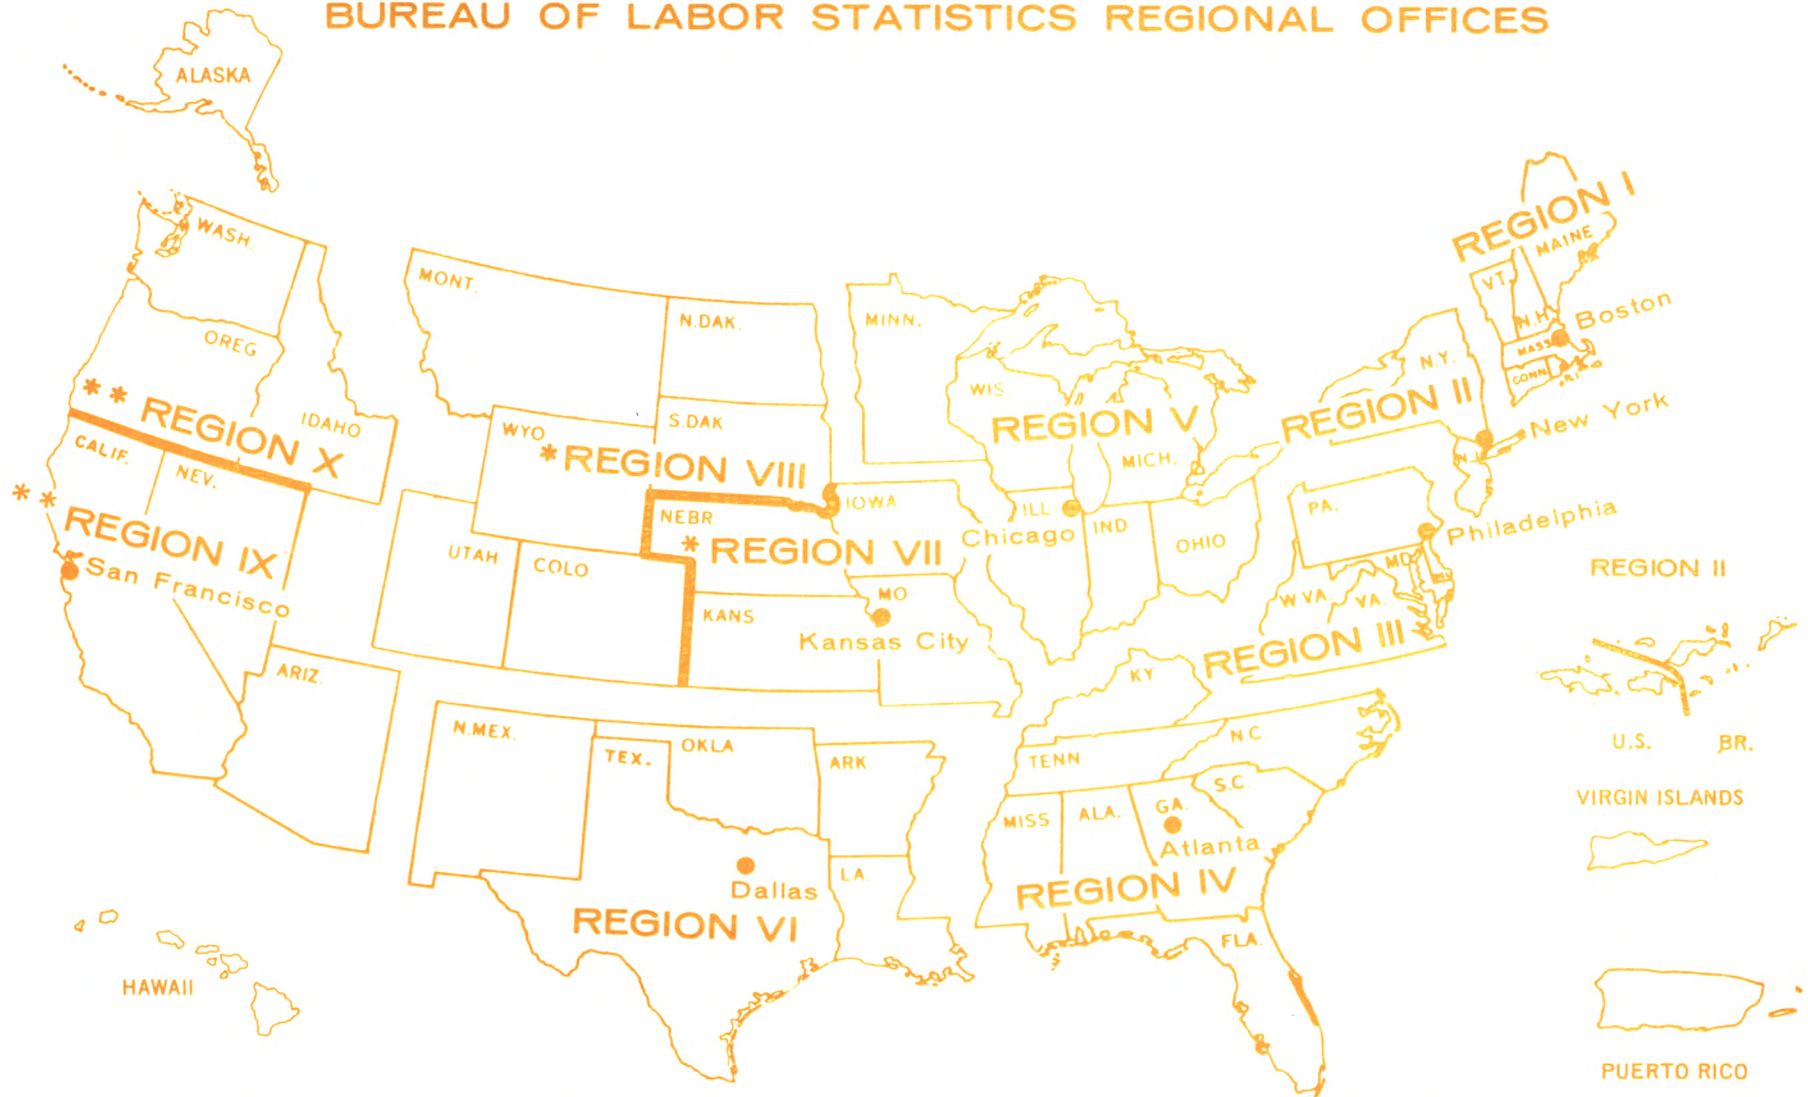 BUREAU OF LABOR STATISTICS REGIONAL OFFICES
ALASKA
WASH.
OREG.
IDAHO
** REGION X
CALIF.
NEV.
** REGION IX
San Francisco
UTAH
ARIZ.
HAWAII
MONT.
N.DAK.
S.DAK
WYO.
* REGION VIII
COLO.
NEBR
IOWA
* REGION VII
KANS
MO
Kansas City
N.MEX.
TEX.
OKLA
ARK
LA.
Dallas
REGION VI
MINN.
WIS.
REGION V
MICH.
ILL
Chicago
IND
OHIO
KY
TENN
N.C
S.C.
MISS
ALA.
GA.
Atlanta
REGION IV
FLA.
REGION I
MAINE
VT.
N.H.
Boston
MASS
CONN
R.I.
N.Y.
REGION II
New York
N.J.
PA.
Philadelphia
MD
W.VA.
VA.
REGION III
REGION II
U.S. BR.
VIRGIN ISLANDS
PUERTO RICO